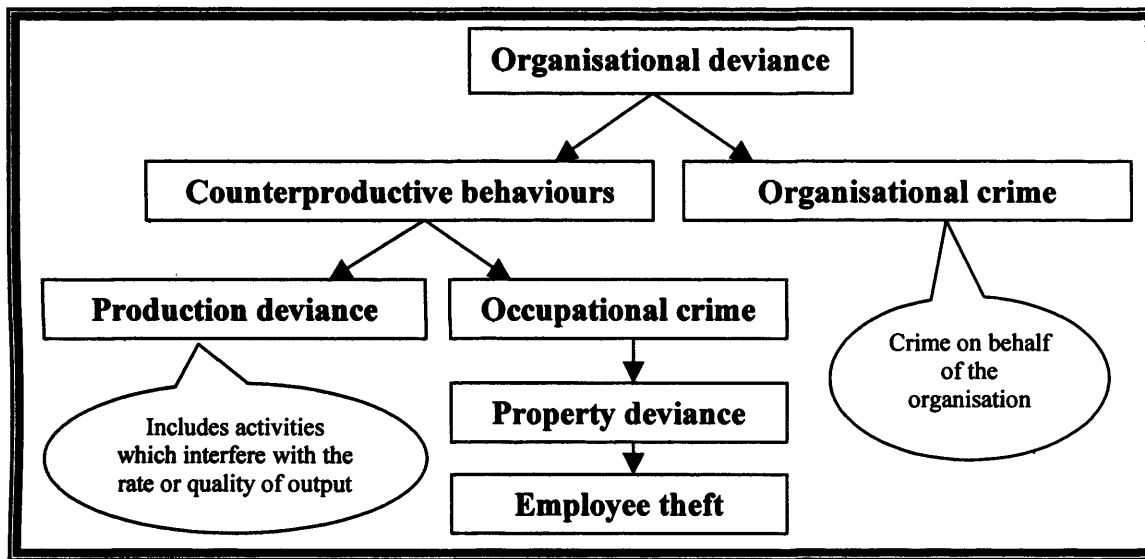 Organisational deviance
Counterproductive behaviours
Organisational crime
Production deviance
Occupational crime
Crime on behalf
of the
organisation
Property deviance
Includes activities
which interfere with the
rate or quality of output
Employee theft